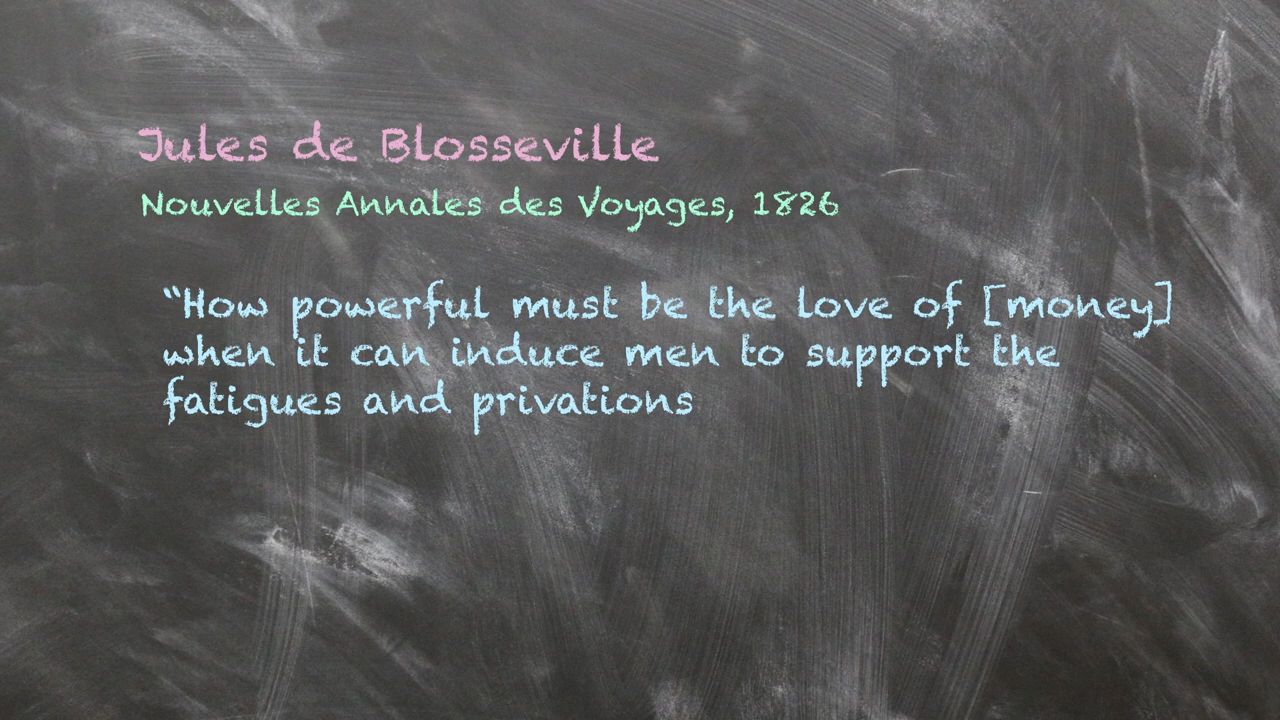 Jules de Blosseville
Nouvelles Annales des Voyages, 1826
“How powerful must be the love of [money]
when it can induce men to support the
fatigues and privations